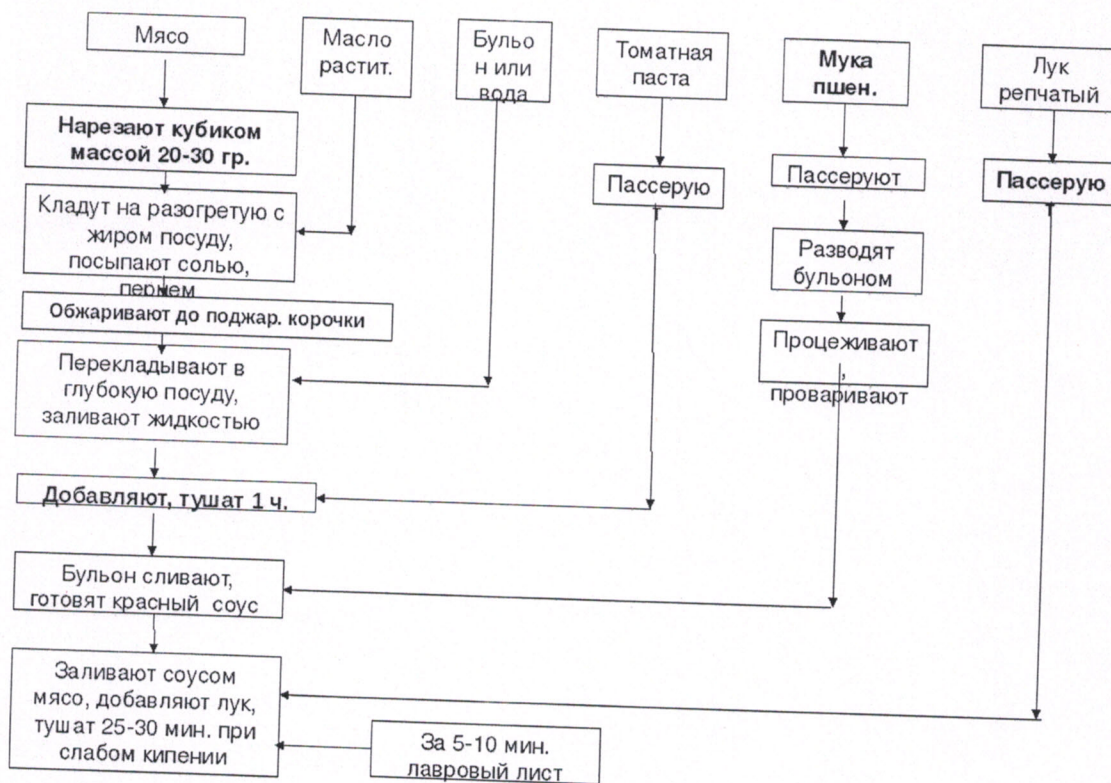 Мясо
Масло
растит.
Бульо
н или
вода
Томатная
паста
Мука
пшен.
Лук
репчатый
Нарезают кубиком
массой 20-30 гр.
Пассерую
т
Пассеруют
Пассерую
т
Кладут на разогретую с
жиром посуду,
посыпают солью,
перцем
Разводят
бульоном
Обжаривают до поджар. корочки
Процеживают
,
проваривают
Перекладывают в
глубокую посуду,
заливают жидкостью
Добавляют, тушат 1 ч.
Бульон сливают,
готовят красный соус
Заливают соусом
мясо, добавляют лук,
тушат 25-30 мин. при
слабом кипении
За 5-10 мин.
лавровый лист